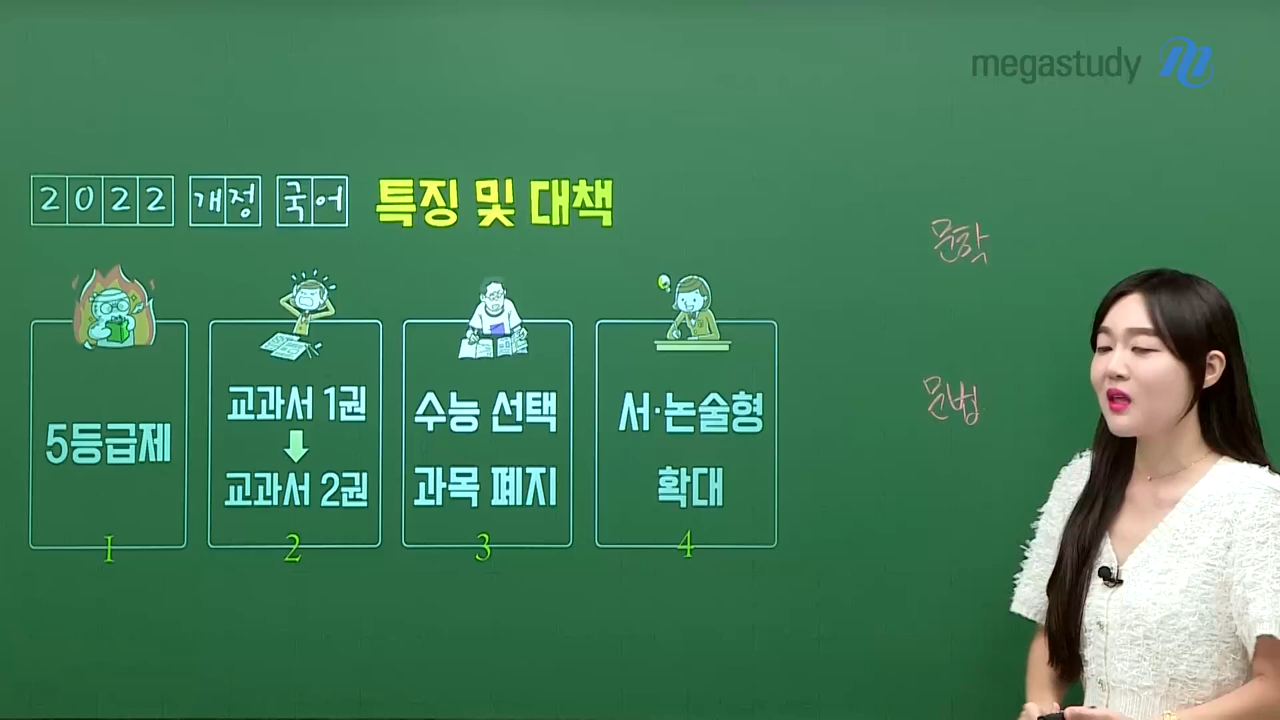 megastudy
2022 개정 국어 특징 및 대책
5등급제
1
교과서 1권
교과서 2권
2
수능 선택
과목 폐지
3
서·논술형
확대
4
문학
문법